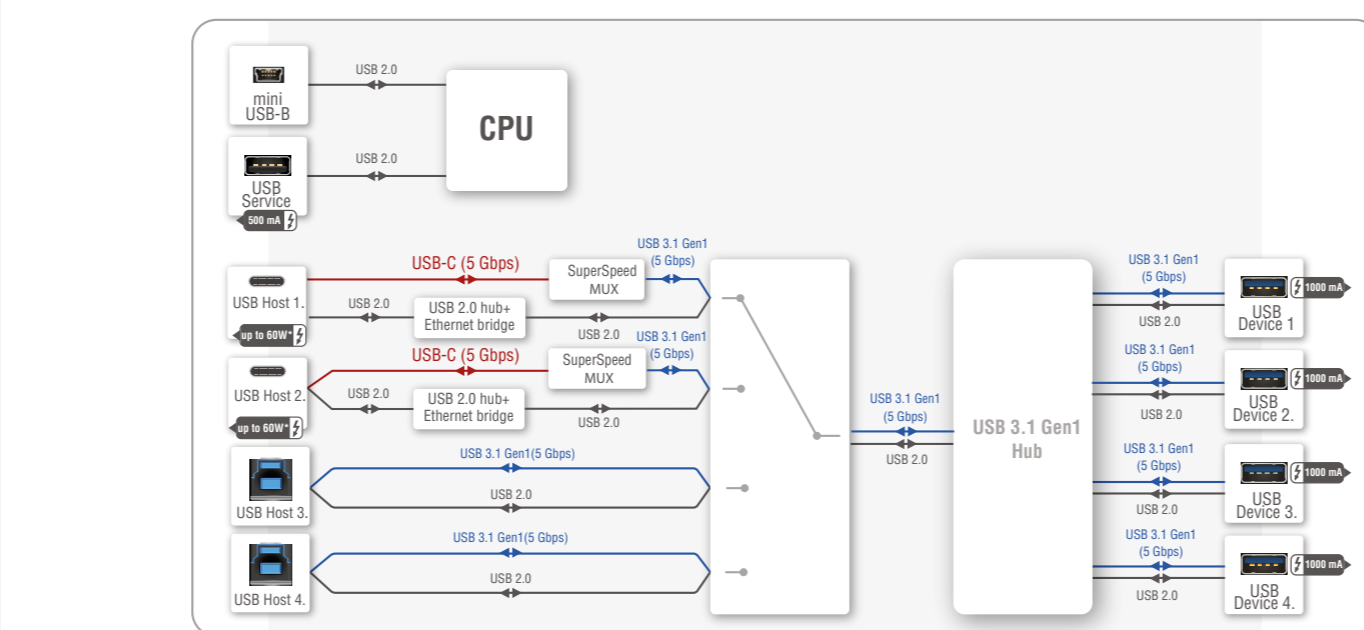 mini
USB-B
USB 2.0
CPU
USB
Service
500 mA
USB 2.0
USB Host 1.
up to 60W*
USB-C (5 Gbps)
SuperSpeed
MUX
USB 3.1 Gen1
(5 Gbps)
USB 2.0
USB 2.0 hub+
Ethernet bridge
USB 2.0
USB Host 2.
up to 60W*
USB-C (5 Gbps)
SuperSpeed
MUX
USB 3.1 Gen1
(5 Gbps)
USB 2.0
USB 2.0 hub+
Ethernet bridge
USB 2.0
USB Host 3.
USB 3.1 Gen1(5 Gbps)
USB 2.0
USB Host 4.
USB 3.1 Gen1(5 Gbps)
USB 2.0
USB 3.1 Gen1
(5 Gbps)
USB 2.0
USB 3.1 Gen1
Hub
USB 3.1 Gen1
(5 Gbps)
USB 2.0
USB
Device 1
1000 mA
USB 3.1 Gen1
(5 Gbps)
USB 2.0
USB
Device 2.
1000 mA
USB 3.1 Gen1
(5 Gbps)
USB 2.0
USB
Device 3.
1000 mA
USB 3.1 Gen1
(5 Gbps)
USB 2.0
USB
Device 4.
1000 mA